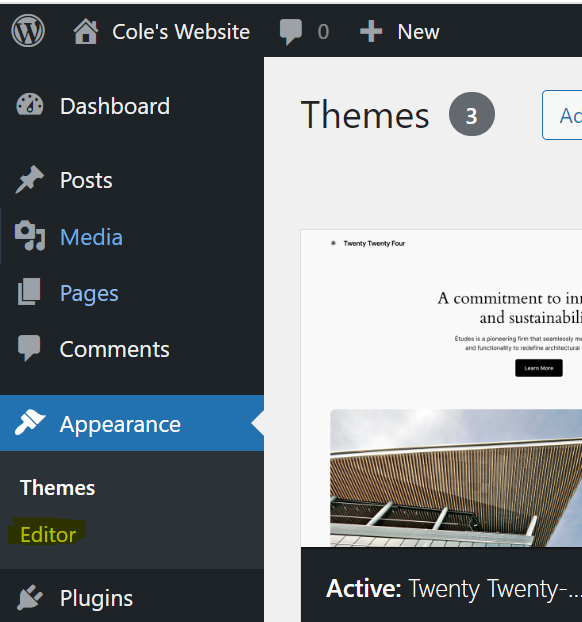 Cole's Website 0 New
Dashboard
Posts
Media
Pages
Comments
Appearance
Themes
Editor
Plugins
Themes 3 Ad
Twenty Twenty Four
A commitment to inn
and sustainabili
Études is a pioneering firm that seamlessly me
and functionality to redefine architectural
Learn More
Active: Twenty Twenty-...